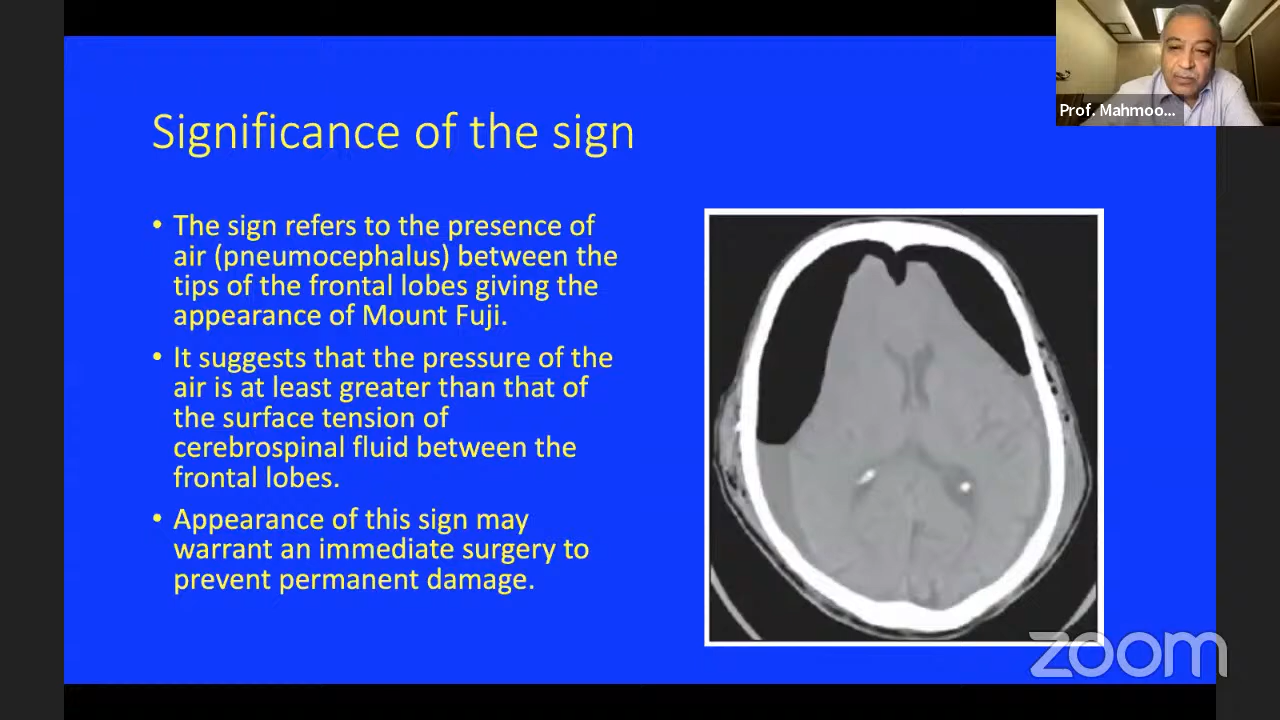 Prof. Mahmoo...
Significance of the sign
• The sign refers to the presence of
air (pneumocephalus) between the
tips of the frontal lobes giving the
appearance of Mount Fuji.
• It suggests that the pressure of the
air is at least greater than that of
the surface tension of
cerebrospinal fluid between the
frontal lobes.
• Appearance of this sign may
warrant an immediate surgery to
prevent permanent damage.
zoom